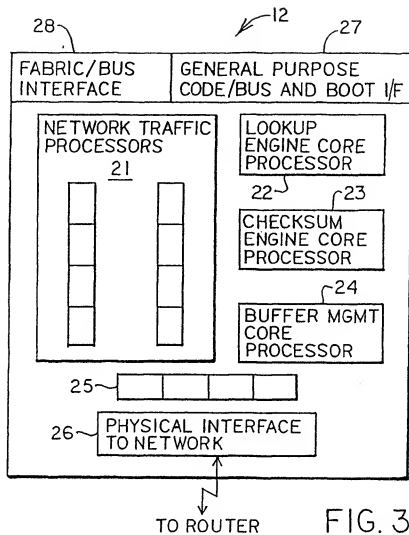 12
28
27
FABRIC/BUS
INTERFACE
GENERAL PURPOSE
CODE/BUS AND BOOT I/F
NETWORK TRAFFIC
PROCESSORS
21
LOOKUP
ENGINE CORE
PROCESSOR
22
23
CHECKSUM
ENGINE CORE
PROCESSOR
24
BUFFER MGMT
CORE
PROCESSOR
25
26
PHYSICAL INTERFACE
TO NETWORK
TO ROUTER
FIG. 3